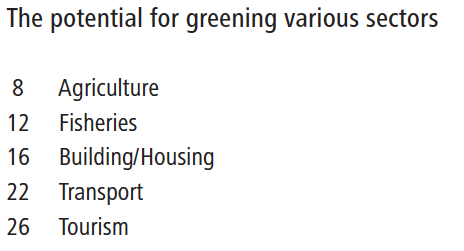 The potential for greening various sectors
8 Agriculture
12 Fisheries
16 Building/Housing
22 Transport
26 Tourism